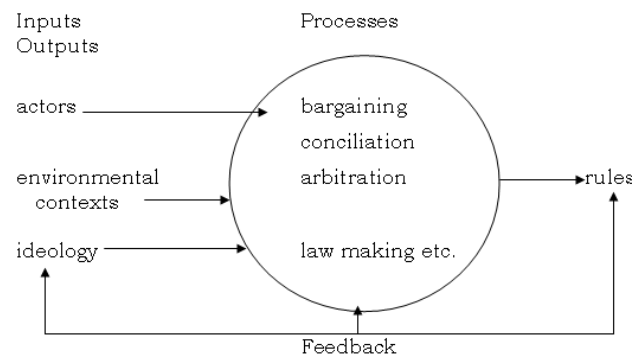 Inputs Processes
Outputs
actors bargaining
conciliation
environmental arbitration rules
contexts
ideology law making etc.
Feedback